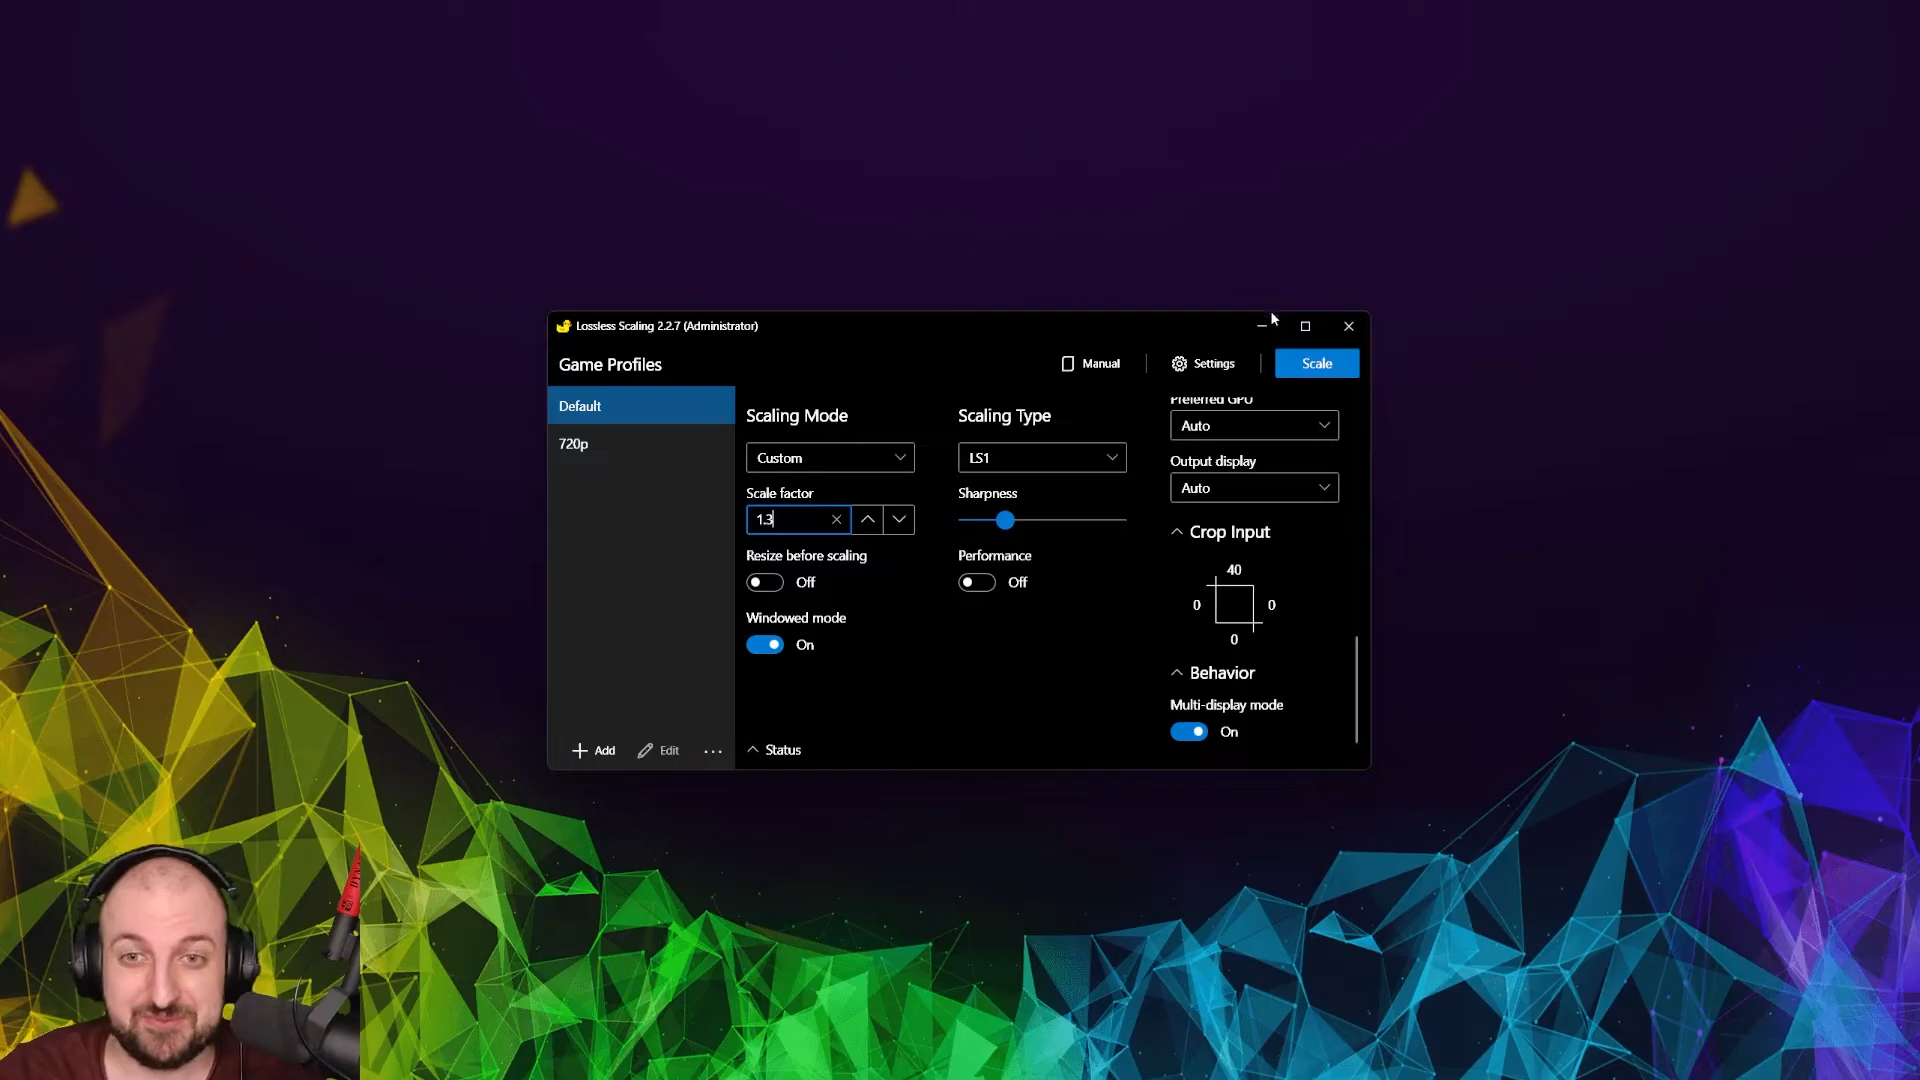 Lossless Scaling 2.2.7 (Administrator)
Game Profiles
Manual
Settings
Scale
Default
720p
Add
Edit
Scaling Mode
Custom
Scale factor
1.3
Resize before scaling
Off
Windowed mode
On
Status
Scaling Type
LS1
Sharpness
Performance
Off
Preferred GPU
Auto
Output display
Auto
Crop Input
40
0
0
0
Behavior
Multi-display mode
On